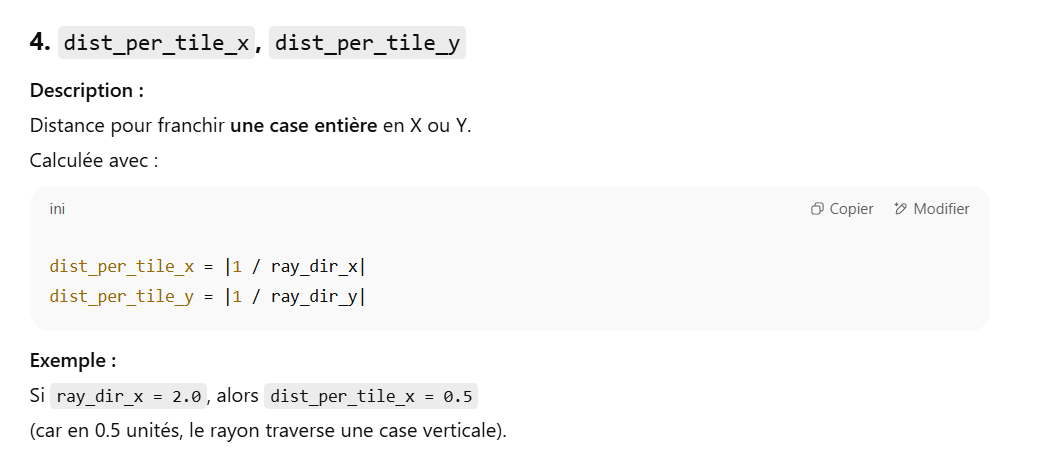 4. dist_per_tile_x, dist_per_tile_y
Description :
Distance pour franchir une case entière en X ou Y.
Calculée avec :
ini
Copier
Modifier
dist_per_tile_x = |1 / ray_dir_x|
dist_per_tile_y = |1 / ray_dir_y|
Exemple :
Si ray_dir_x = 2.0, alors dist_per_tile_x = 0.5
(car en 0.5 unités, le rayon traverse une case verticale).